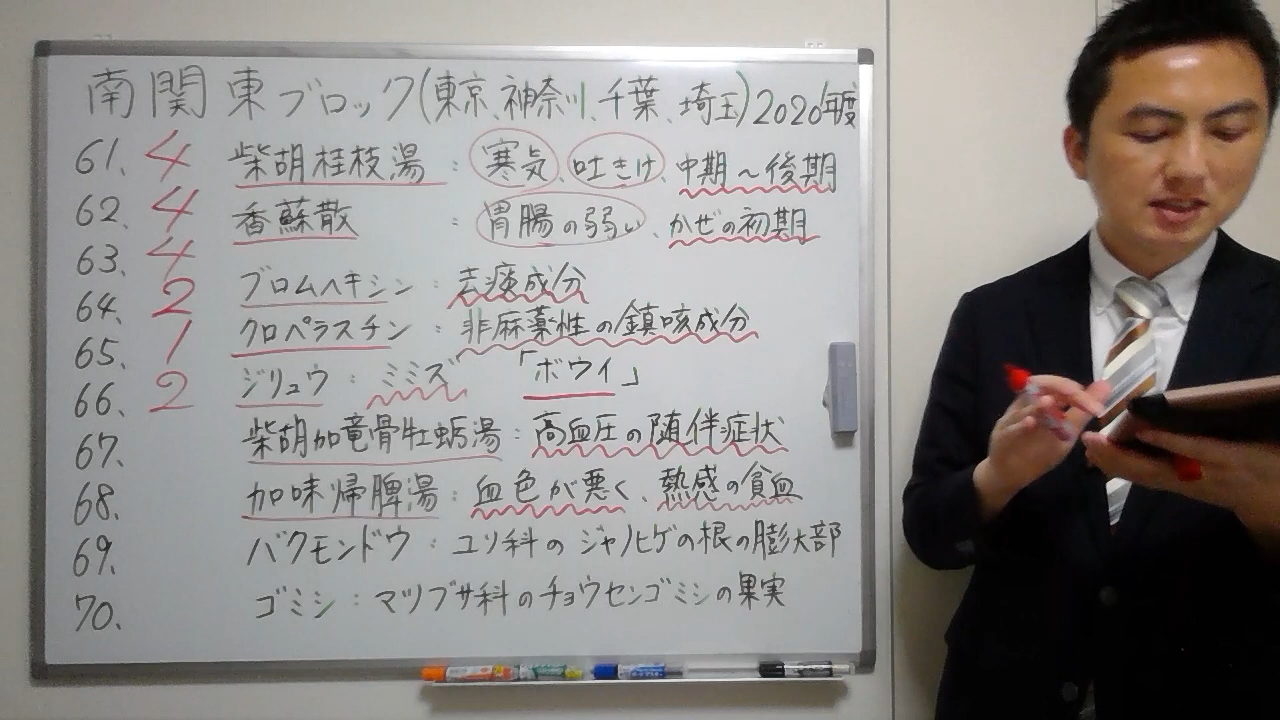 南関東ブロック(東京、神奈川、千葉、埼玉)2020年度
61. 4 柴胡桂枝湯：寒気、吐きけ、中期～後期
62. 4 香蘇散：胃腸の弱い、かぜの初期
63. 4
ブロムヘキシン：去痰成分
64. 2
クロペラスチン：非麻薬性の鎮咳成分
65. 1
ジリュウ：ミミズ 「ボウイ」
66. 2
柴胡加竜骨牡蛎湯：高血圧の随伴症状
67.
68. 加味帰脾湯：血色が悪く、熱感の貧血
69. バクモンドウ：ユリ科のジャノヒゲの根の膨大部
70. ゴミシ：マツブサ科のチョウセンゴミシの果実